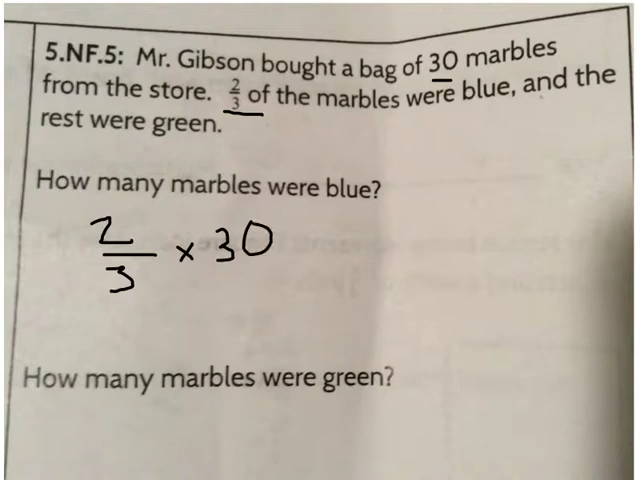 5.NF.5: Mr. Gibson bought a bag of 30 marbles
from the store. 2/3 of the marbles were blue, and the
rest were green.
How many marbles were blue?
2/3 × 30
How many marbles were green?